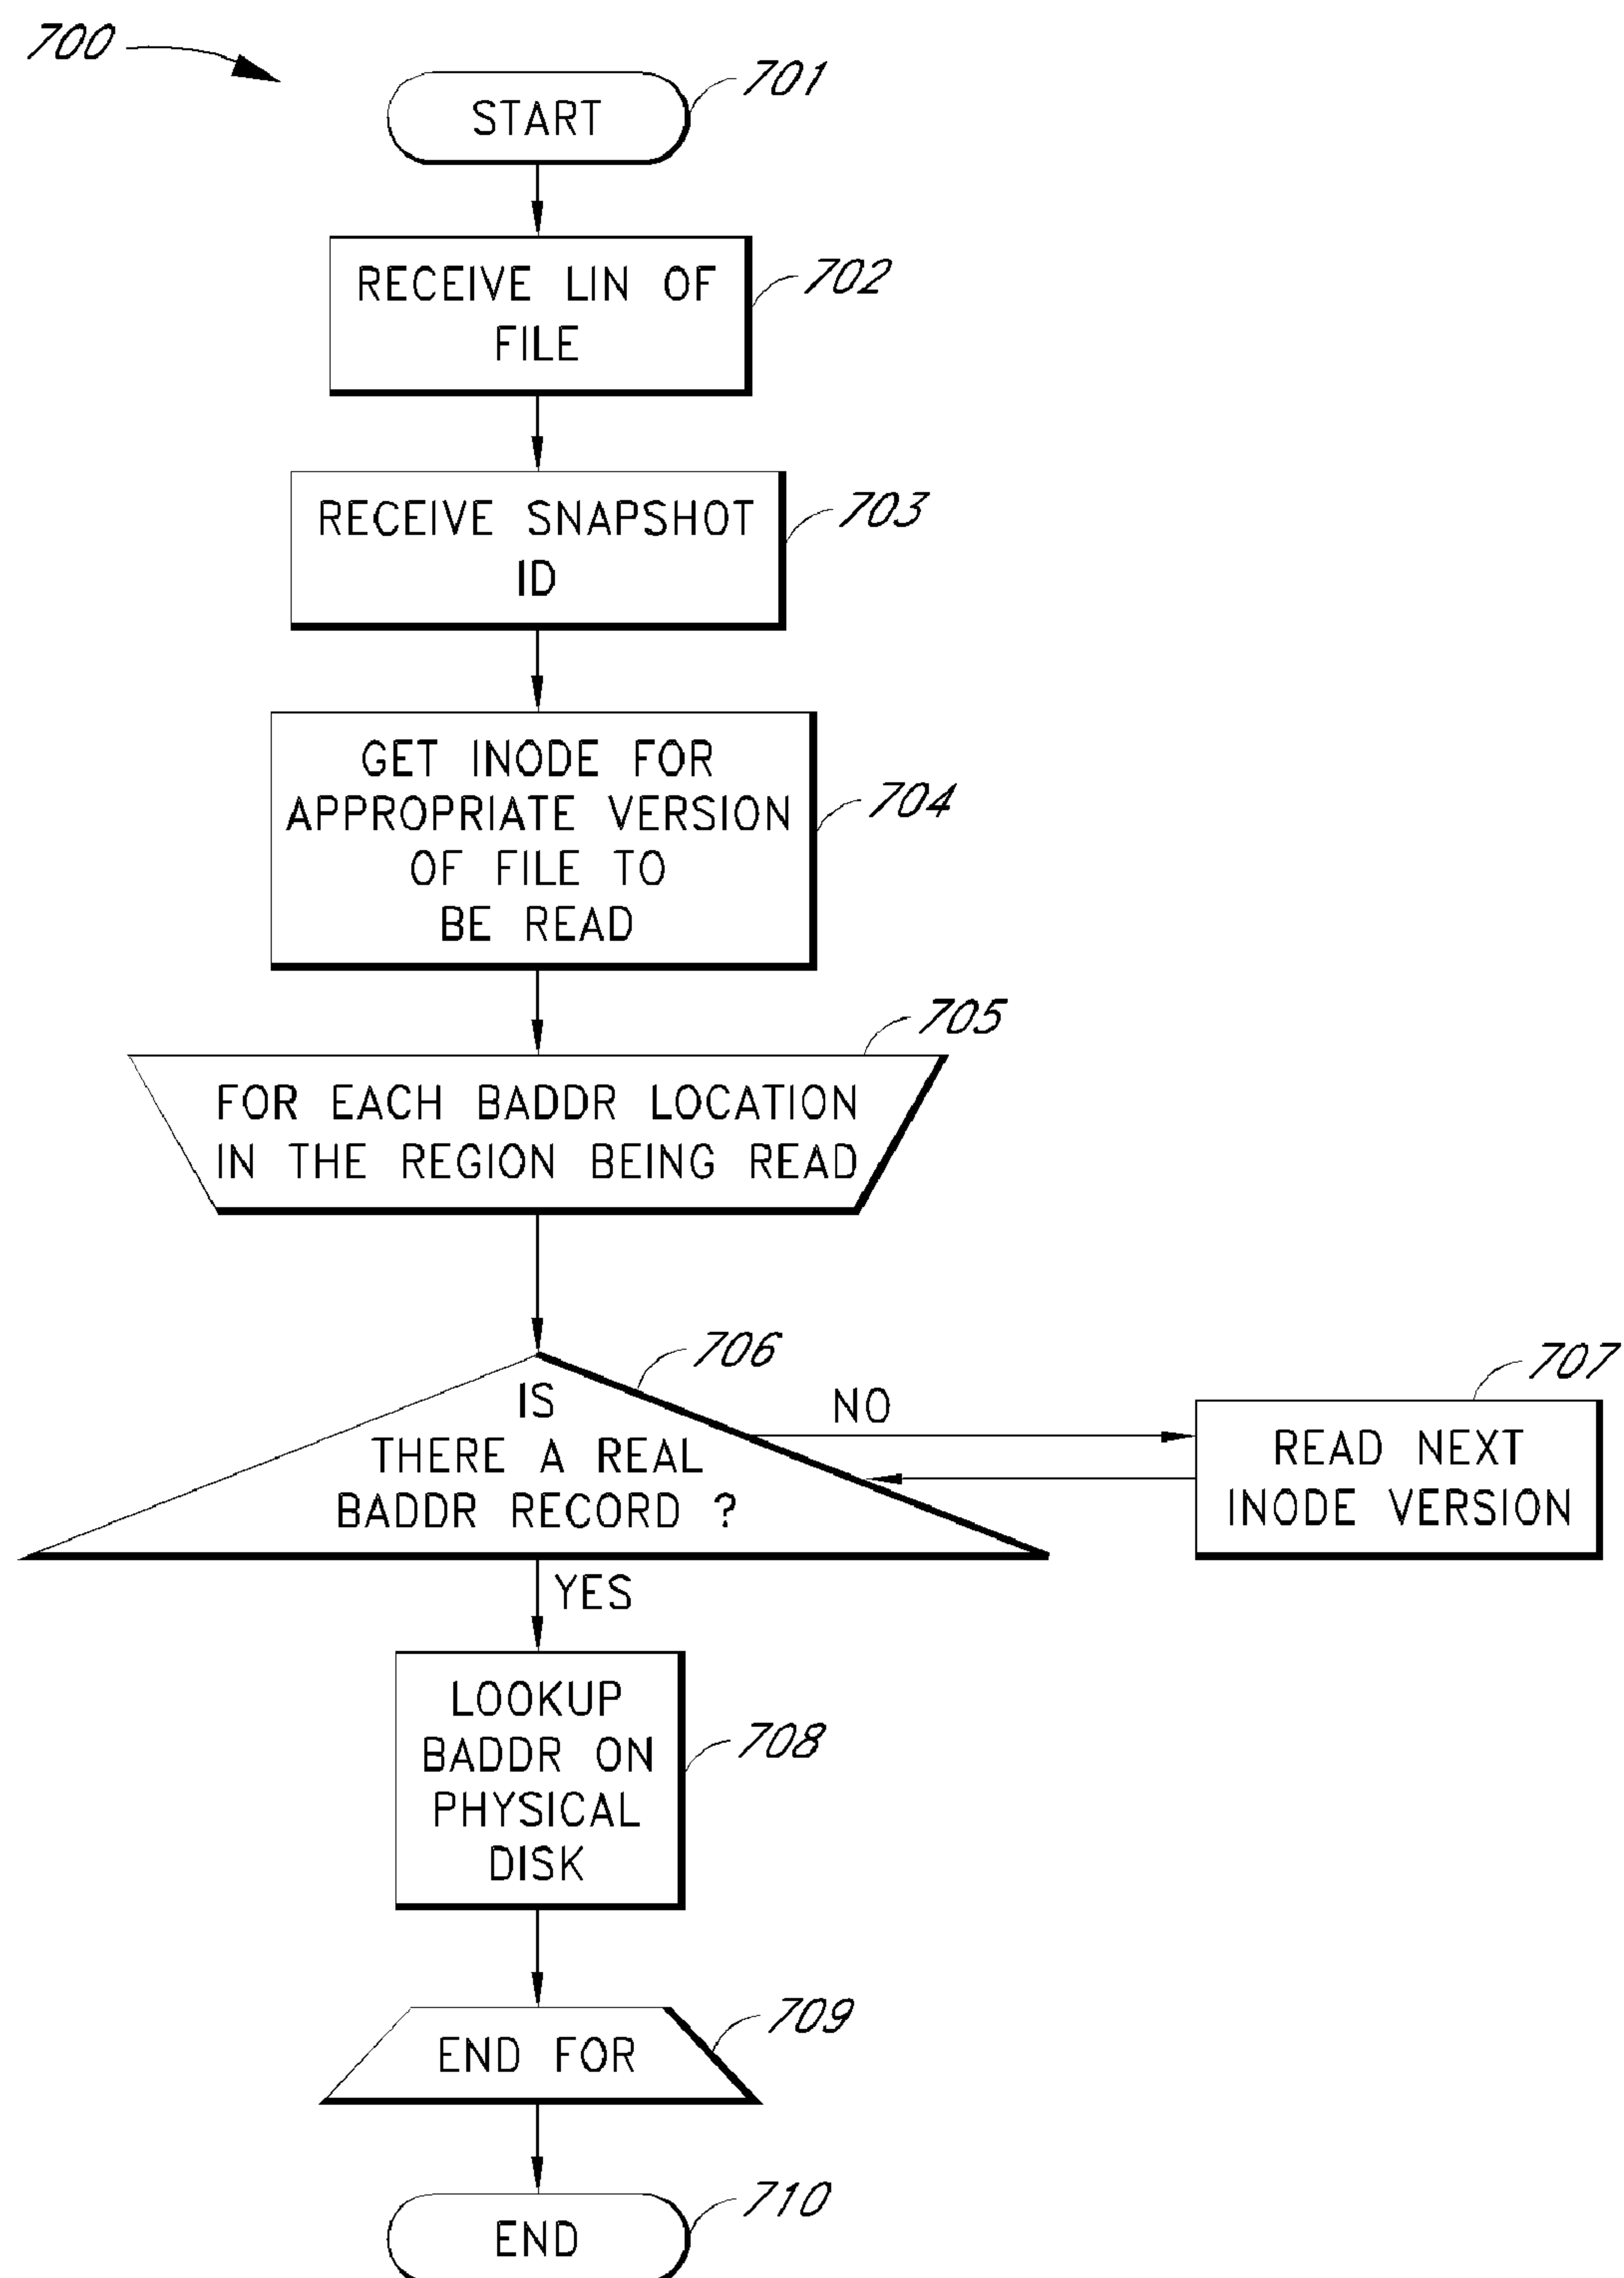 700
START
701
RECEIVE LIN OF
FILE
702
RECEIVE SNAPSHOT
ID
703
GET INODE FOR
APPROPRIATE VERSION
OF FILE TO
BE READ
704
705
FOR EACH BADDR LOCATION
IN THE REGION BEING READ
706
IS
THERE A REAL
BADDR RECORD ?
NO
707
READ NEXT
INODE VERSION
YES
LOOKUP
BADDR ON
PHYSICAL
DISK
708
END FOR
709
END
710